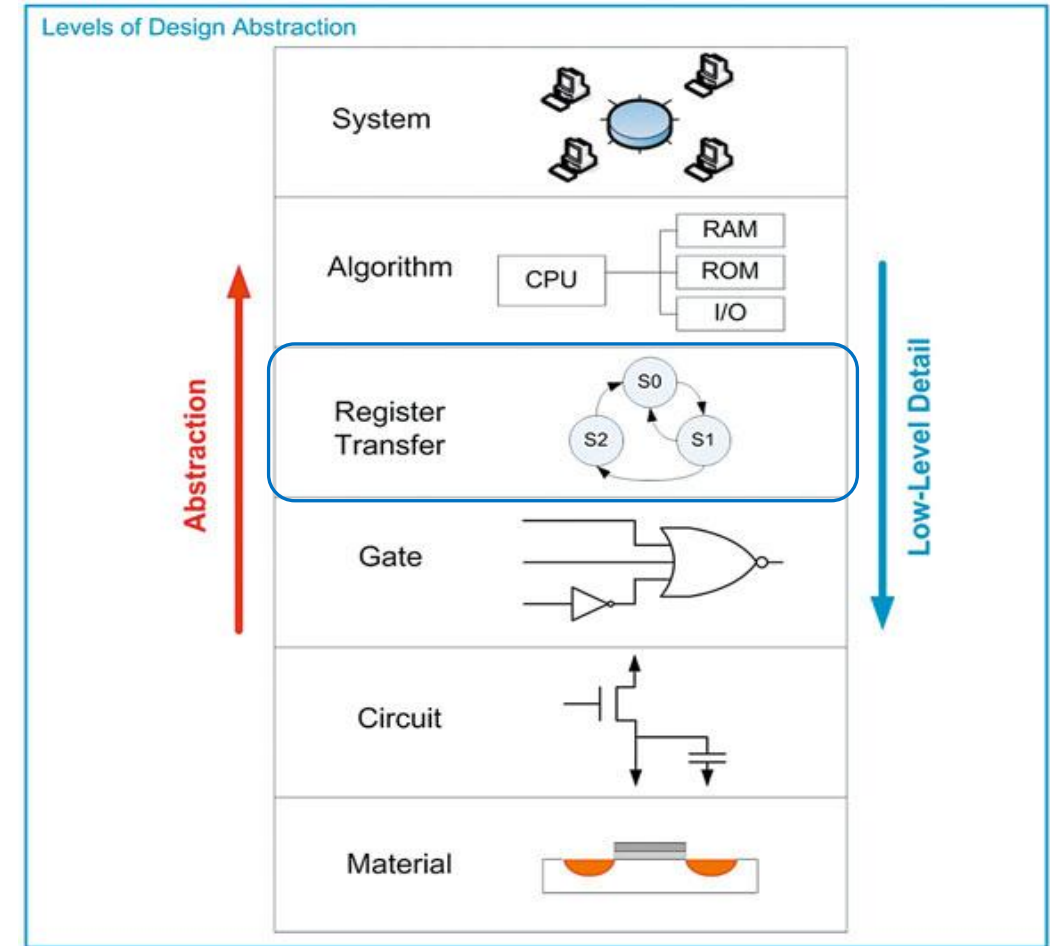 Levels of Design Abstraction
System
Algorithm
CPU
RAM
ROM
I/O
Register
Transfer
S0
S2
S1
Gate
Circuit
Material
Abstraction
Low-Level Detail